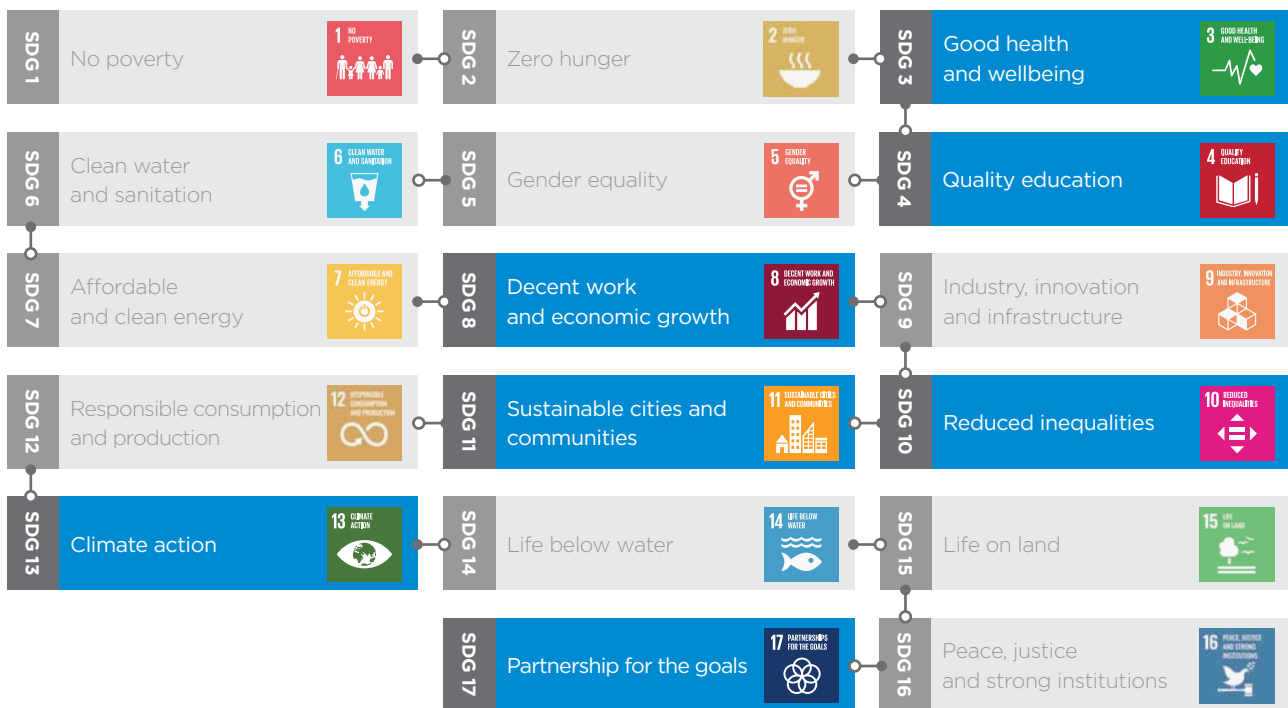 SDG 1
No poverty
1 NO
POVERTY
SDG 2
Zero hunger
2 ZERO
HUNGER
SDG 3
Good health
and wellbeing
3 GOOD HEALTH
AND WELL-BEING
SDG 6
Clean water
and sanitation
6 CLEAN WATER
AND SANITATION
SDG 5
Gender equality
5 GENDER
EQUALITY
SDG 4
Quality education
4 QUALITY
EDUCATION
SDG 7
Affordable
and clean energy
7 AFFORDABLE AND
CLEAN ENERGY
SDG 8
Decent work
and economic growth
8 DECENT WORK AND
ECONOMIC GROWTH
SDG 9
Industry, innovation
and infrastructure
9 INDUSTRY, INNOVATION
AND INFRASTRUCTURE
SDG 12
Responsible consumption
and production
12 RESPONSIBLE
CONSUMPTION
AND PRODUCTION
SDG 11
Sustainable cities and
communities
11 SUSTAINABLE CITIES
AND COMMUNITIES
SDG 10
Reduced inequalities
10 REDUCED
INEQUALITIES
SDG 13
Climate action
13 CLIMATE
ACTION
SDG 14
Life below water
14 LIFE BELOW
WATER
SDG 15
Life on land
15 LIFE
ON LAND
SDG 17
Partnership for the goals
17 PARTNERSHIPS
FOR THE GOALS
SDG 16
Peace, justice
and strong institutions
16 PEACE, JUSTICE
AND STRONG
INSTITUTIONS